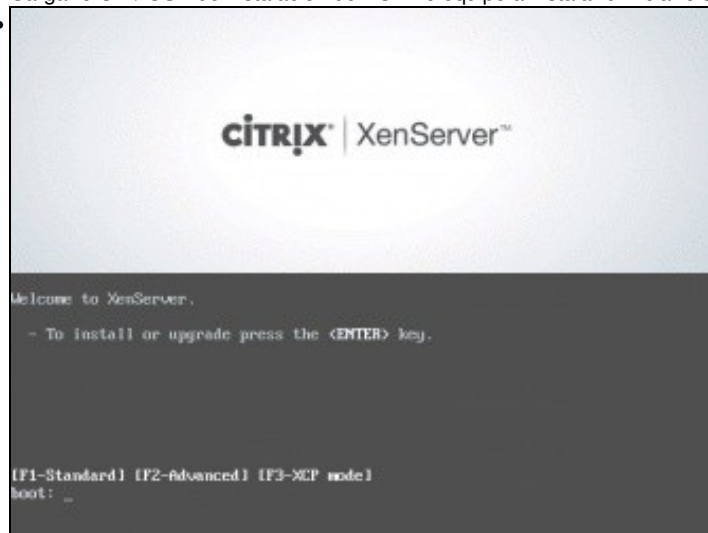 CİTRIX® | XenServer™
Welcome to XenServer.
- To install or upgrade press the <ENTER> key.
[F1-Standard] [F2-Advanced] [F3-XCP mode]
boot: _